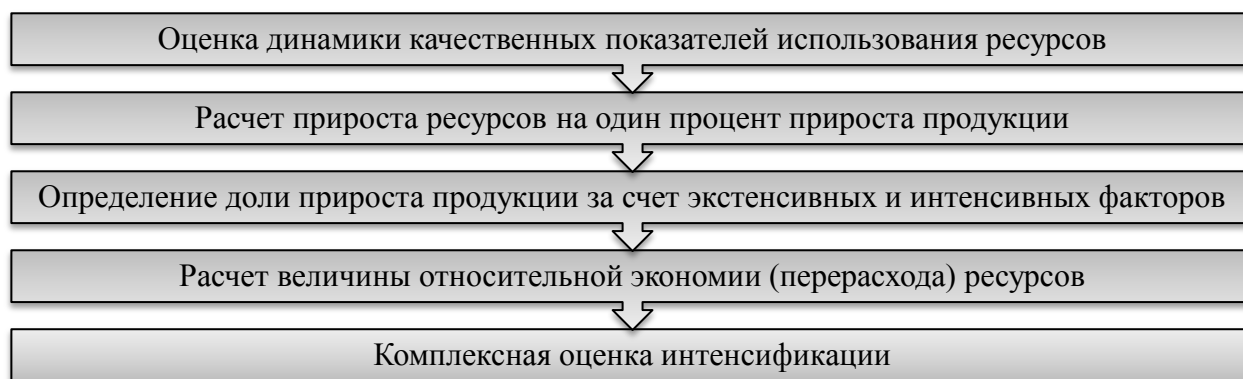 Оценка динамики качественных показателей использования ресурсов
Расчет прироста ресурсов на один процент прироста продукции
Определение доли прироста продукции за счет экстенсивных и интенсивных факторов
Расчет величины относительной экономии (перерасхода) ресурсов
Комплексная оценка интенсификации